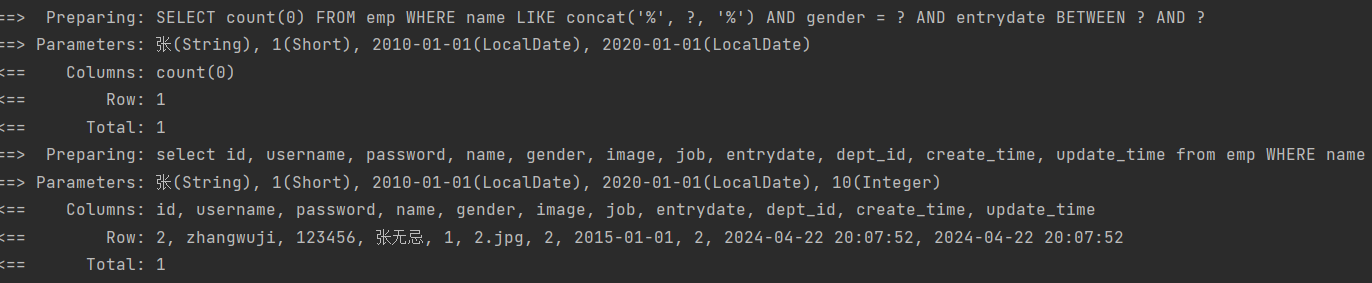 ==>  Preparing: SELECT count(0) FROM emp WHERE name LIKE concat('%', ?, '%') AND gender = ? AND entrydate BETWEEN ? AND ?
==> Parameters: 张(String), 1(Short), 2010-01-01(LocalDate), 2020-01-01(LocalDate)
<==    Columns: count(0)
<==        Row: 1
<==      Total: 1
==>  Preparing: select id, username, password, name, gender, image, job, entrydate, dept_id, create_time, update_time from emp WHERE name
==> Parameters: 张(String), 1(Short), 2010-01-01(LocalDate), 2020-01-01(LocalDate), 10(Integer)
<==    Columns: id, username, password, name, gender, image, job, entrydate, dept_id, create_time, update_time
<==        Row: 2, zhangwuji, 123456, 张无忌, 1, 2.jpg, 2, 2015-01-01, 2, 2024-04-22 20:07:52, 2024-04-22 20:07:52
<==      Total: 1